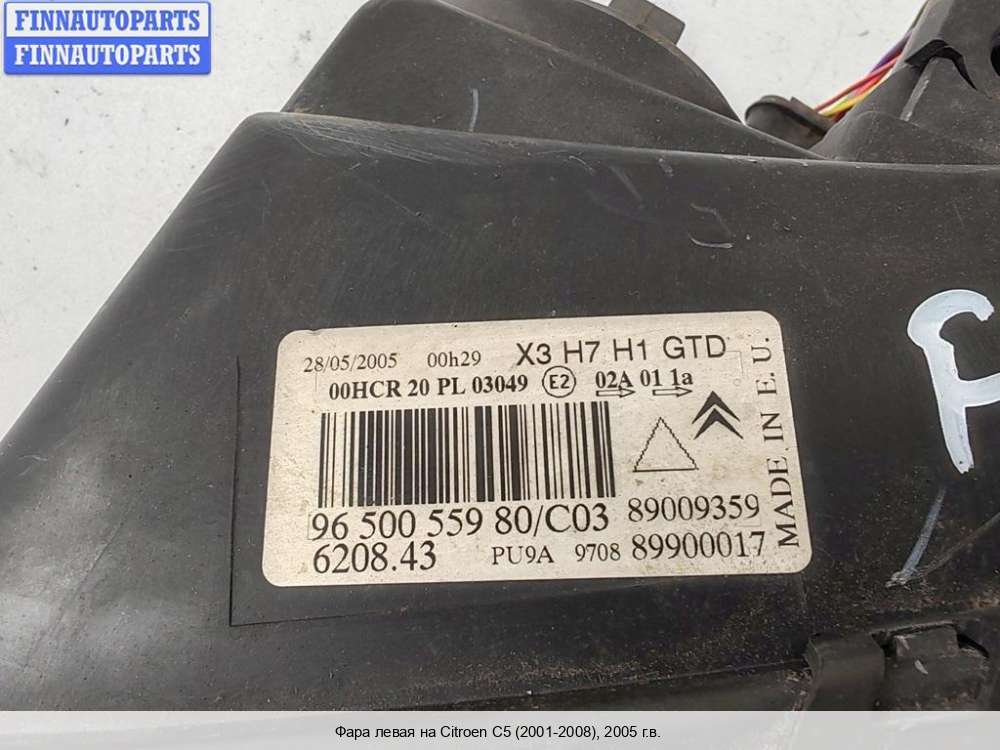 FINNAUTOPARTS
FINNAUTOPARTS
28/05/2005 00h29 X3 H7 H1 GTD
00HCR 20 PL 03049 E2 02A 01 1a
96 500 559 80/C03 89009359
6208.43 PU9A 9708 89900017
MADE IN E. U.
Фара левая на Citroen C5 (2001-2008), 2005 г.в.